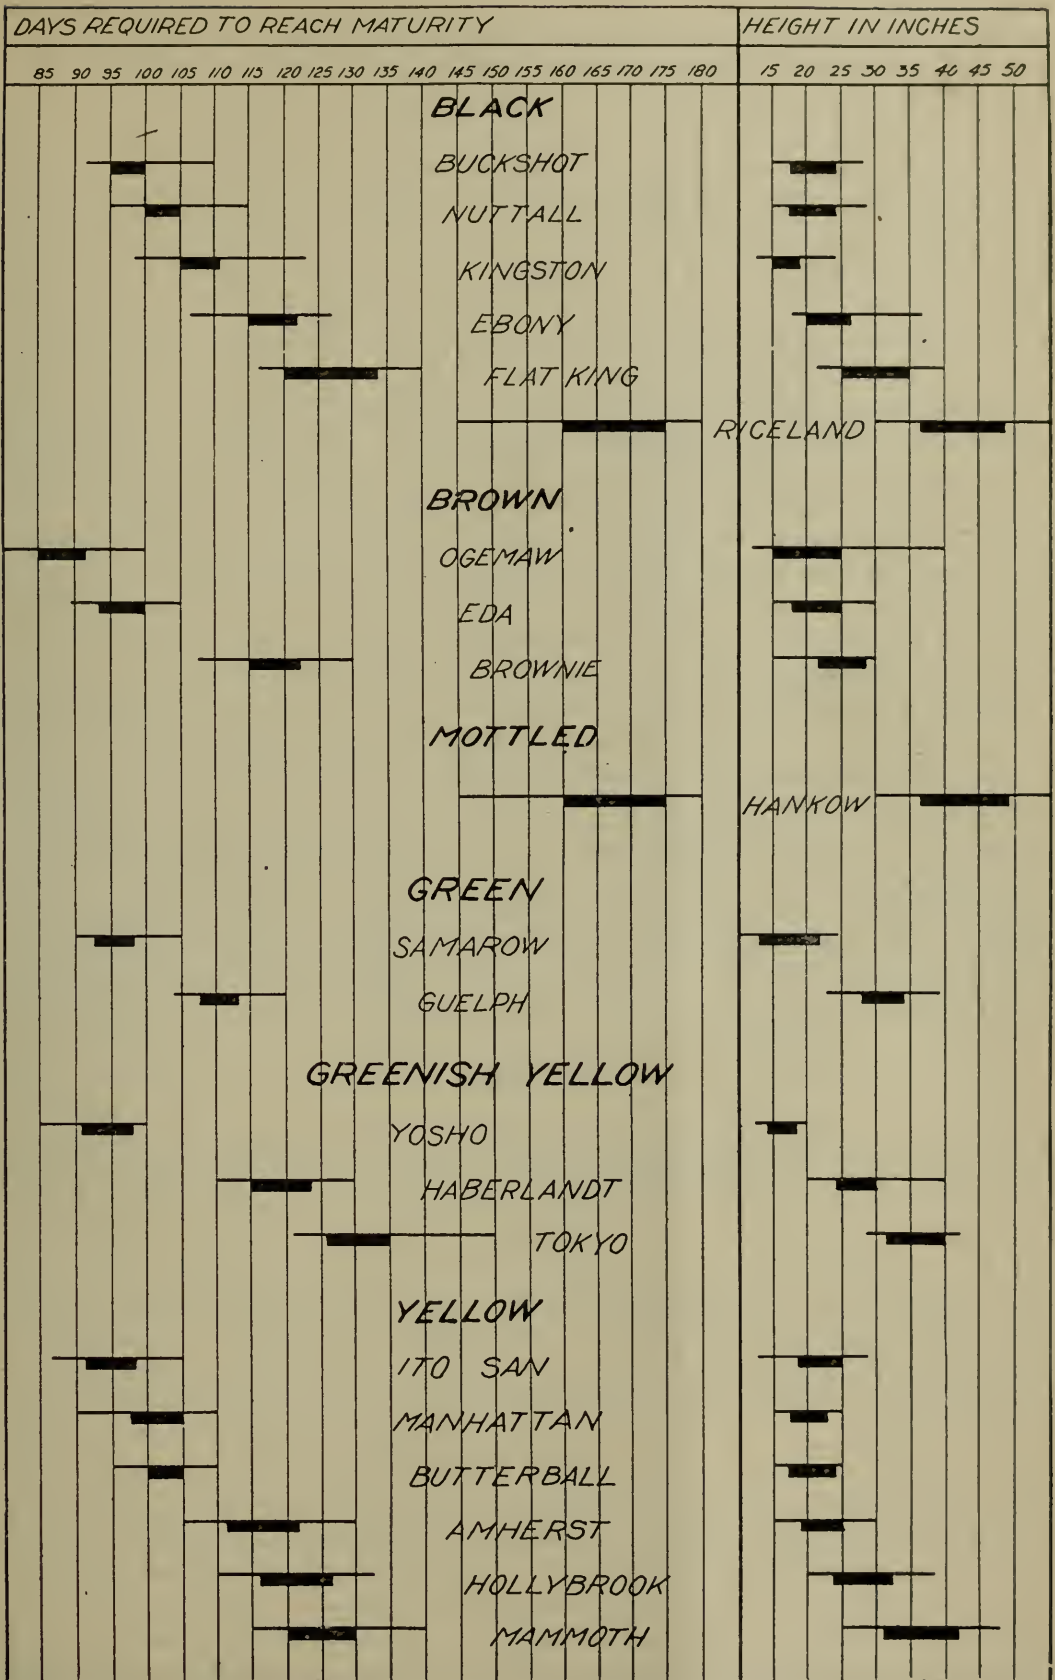 DAYS REQUIRED TO REACH MATURITY HEIGHT IN INCHES
85 90 95 100 105 110 115 120 125 130 135 140 145 150 155 160 165 170 175 180 15 20 25 30 35 40 45 50
BLACK
BUCKSHOT
NUTTALL
KINGSTON
EBONY
FLAT KING
RICELAND
BROWN
OGEMAW
EDA
BROWNIE
MOTTLED
HANKOW
GREEN
SAMAROW
GUELPH
GREENISH YELLOW
YOSHO
HABERLANDT
TOKYO
YELLOW
ITO SAN
MANHATTAN
BUTTERBALL
AMHERST
HOLLYBROOK
MAMMOTH